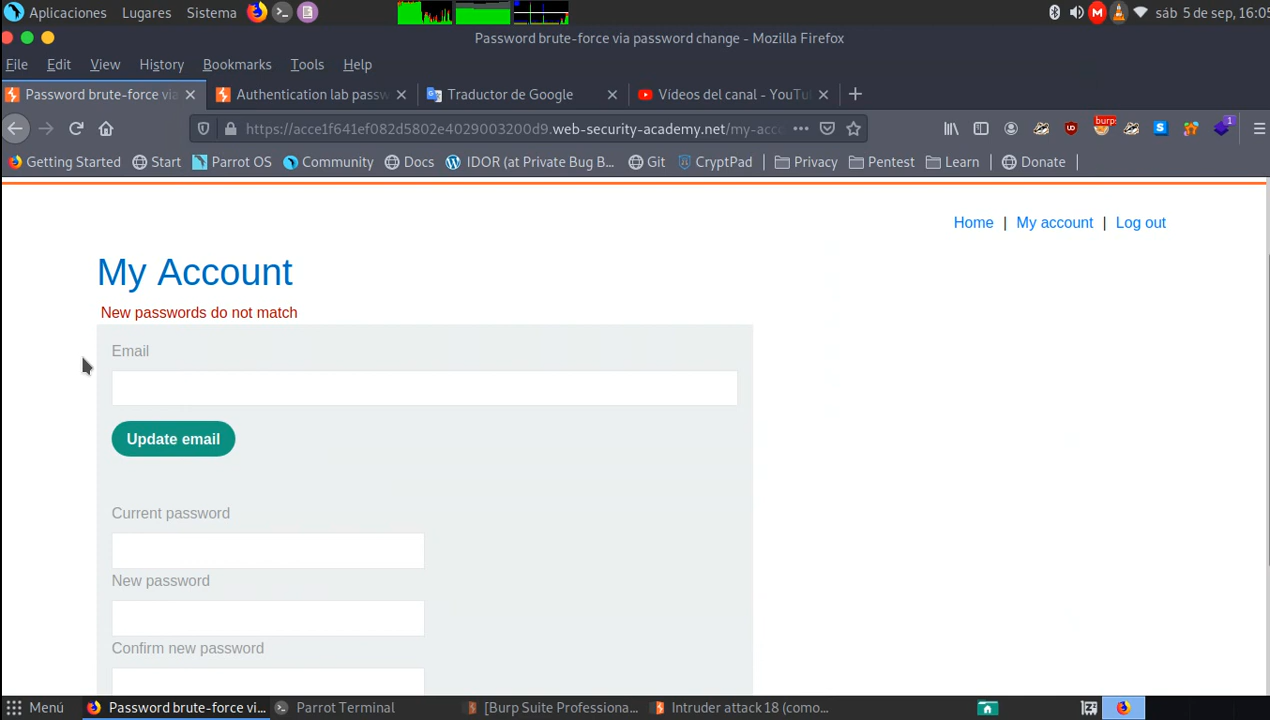 Aplicaciones Lugares Sistema sáb 5 de sep, 16:05
Password brute-force via password change - Mozilla Firefox
File Edit View History Bookmarks Tools Help
Password brute-force via Authentication lab passw Traductor de Google Videos del canal - YouTu
https://acce1f641ef082d5802e4029003200d9.web-security-academy.net/my-acc burp: 1
Getting Started Start Parrot OS Community Docs IDOR (at Private Bug B... Git CryptPad Privacy Pentest Learn Donate
Home | My account | Log out
My Account
New passwords do not match
Email
Update email
Current password
New password
Confirm new password
Menú Password brute-force vi... Parrot Terminal [Burp Suite Professiona... Intruder attack 18 (como...